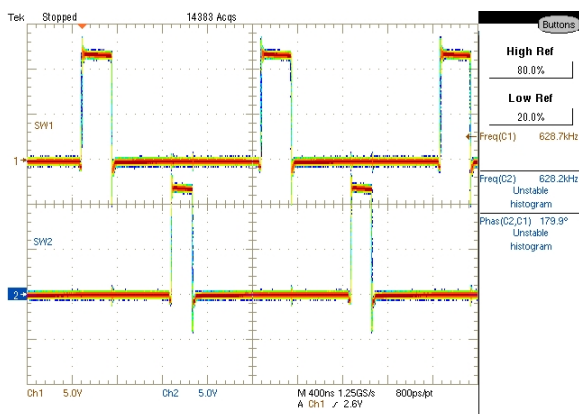 Tek Stopped 14383 Acqs
Buttons
High Ref
80.0%
Low Ref
20.0%
SW1
Freq(C1) 628.7kHz
1
Freq(C2) 628.2kHz
Unstable
histogram
Phas(C2,C1) 179.9°
Unstable
histogram
SW2
2
Ch1 5.0V Ch2 5.0V M 400ns 1.25GS/s 800ps/pt
A Ch1 / 2.6V